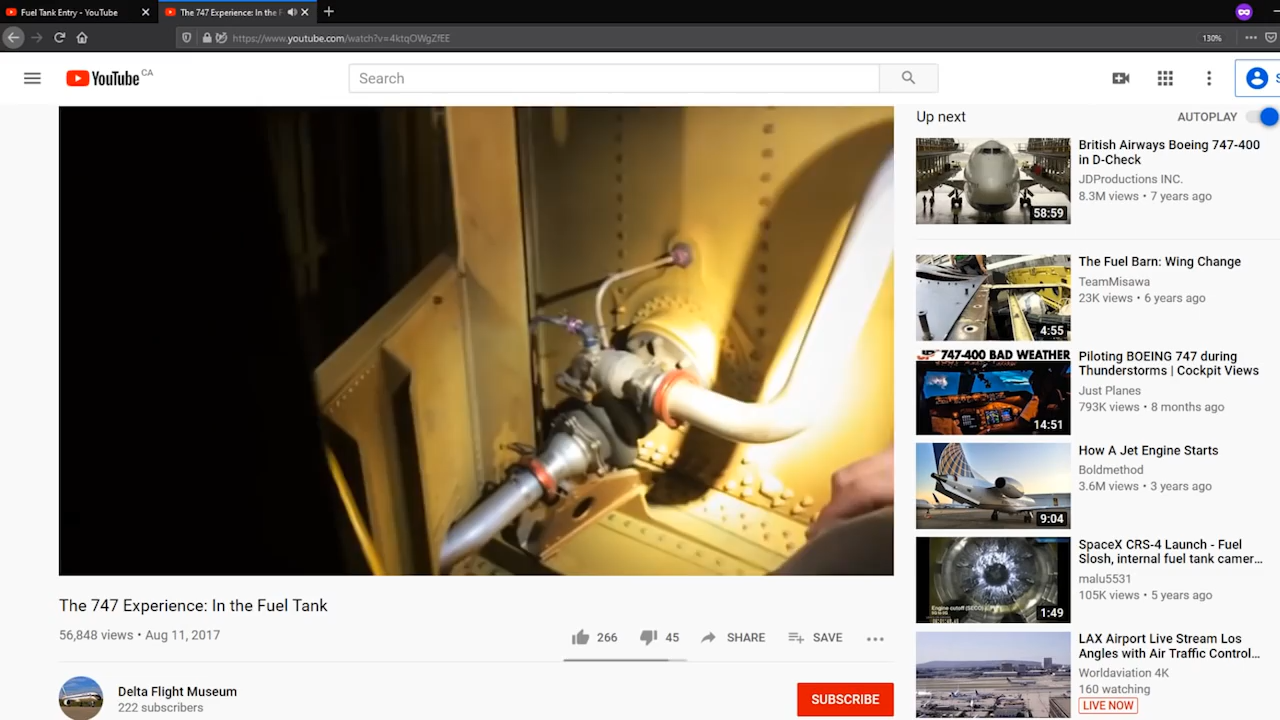 Fuel Tank Entry - YouTube
The 747 Experience: In the F
https://www.youtube.com/watch?v=4ktqOWgZfEE
130%
YouTube CA
Search
S
Up next
AUTOPLAY
British Airways Boeing 747-400
in D-Check
JDProductions INC.
8.3M views • 7 years ago
58:59
The Fuel Barn: Wing Change
TeamMisawa
23K views • 6 years ago
4:55
747-400 BAD WEATHER
Piloting BOEING 747 during
Thunderstorms | Cockpit Views
Just Planes
793K views • 8 months ago
14:51
How A Jet Engine Starts
Boldmethod
3.6M views • 3 years ago
9:04
SpaceX CRS-4 Launch - Fuel
Slosh, internal fuel tank camer...
malu5531
105K views • 5 years ago
Engine cutoff (SECO)
1:49
LAX Airport Live Stream Los
Angeles with Air Traffic Control...
Worldaviation 4K
160 watching
LIVE NOW
The 747 Experience: In the Fuel Tank
56,848 views • Aug 11, 2017
266
45
SHARE
SAVE
Delta Flight Museum
222 subscribers
SUBSCRIBE